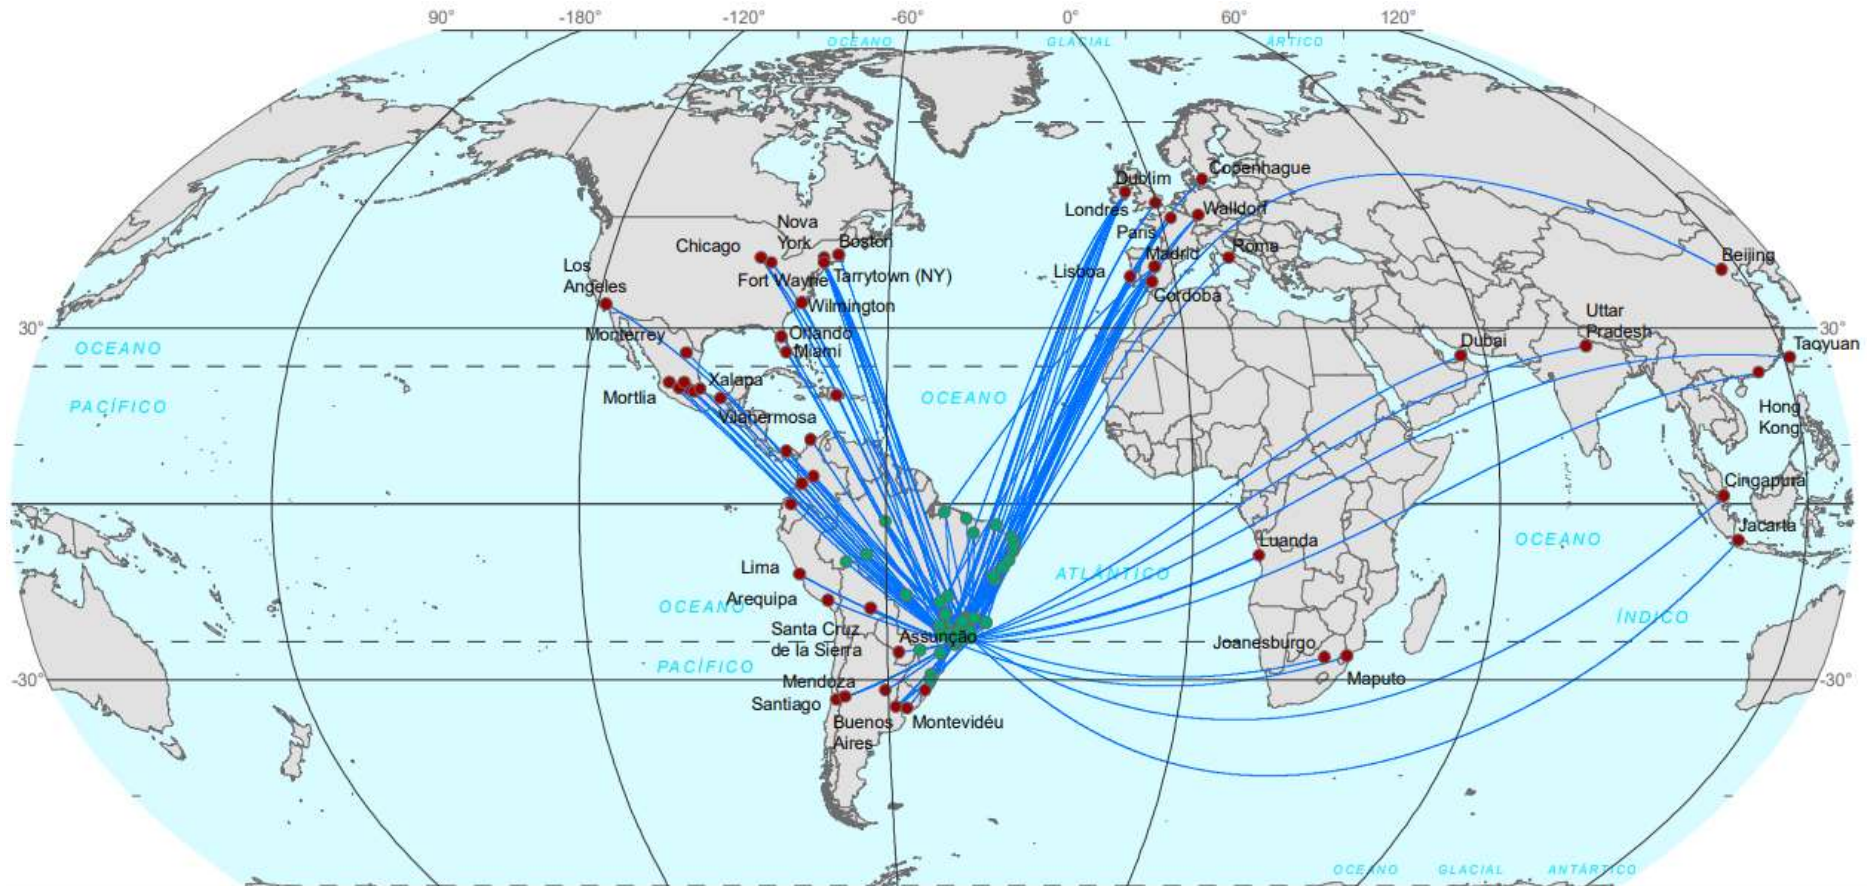 90°
-180°
-120°
-60°
0°
60°
120°
OCEANO
GLACIAL
ÁRTICO
Copenhague
Dublim
Londres
Walldorf
Paris
Nova
York
Boston
Chicago
Madrid
Roma
Beijing
Los
Angeles
Fort Wayne
Tarrytown (NY)
Lisboa
Cordoba
Wilmington
Uttar
Pradesh
30°
30°
Monterrey
Orlando
Miami
Dubai
Taoyuan
OCEANO
PACÍFICO
Xalapa
Mortlia
OCEANO
Vilahermosa
Hong
Kong
Cingapura
Jacarta
Luanda
OCEANO
Lima
ATLÂNTICO
Arequipa
OCEANO
ÍNDICO
Santa Cruz
de la Sierra
Assunção
Joanesburgo
PACÍFICO
-30°
-30°
Mendoza
Maputo
Santiago
Buenos
Aires
Montevidéu
OCEANO
GLACIAL
ANTÁRTICO